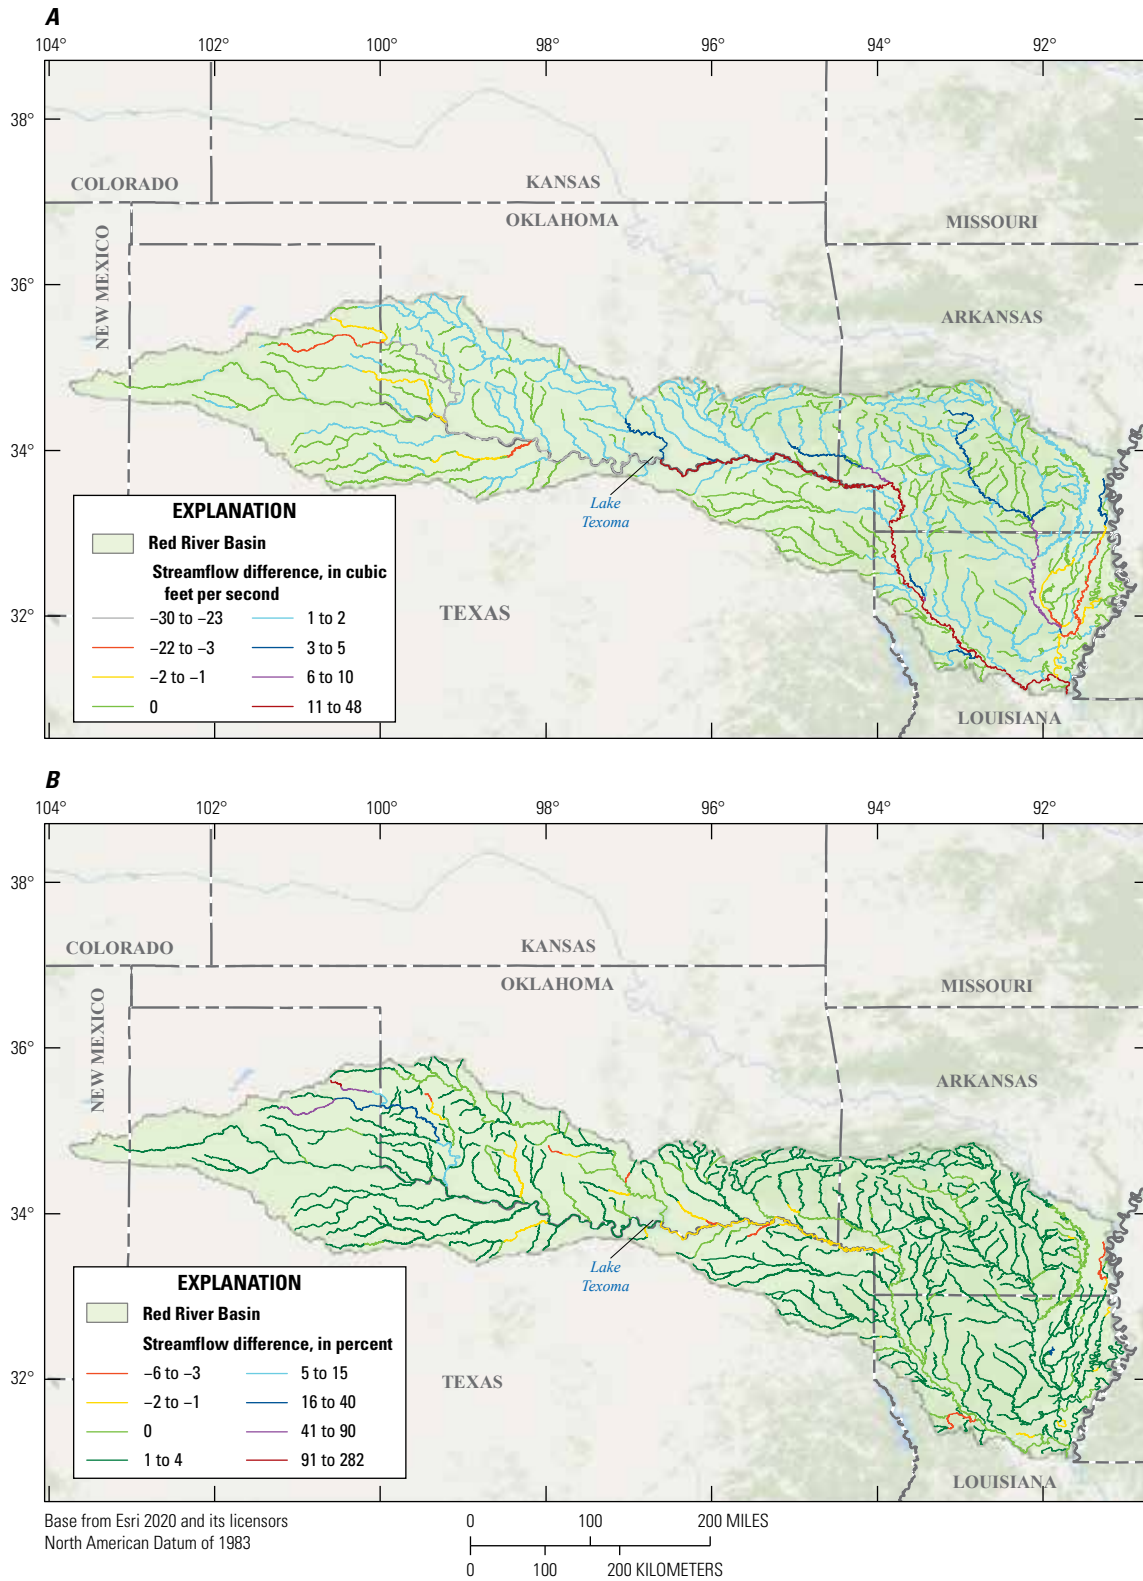 A
104°
102°
100°
98°
96°
94°
92°
38°
36°
34°
32°
COLORADO
KANSAS
OKLAHOMA
MISSOURI
NEW MEXICO
ARKANSAS
Lake
Texoma
TEXAS
LOUISIANA
EXPLANATION
Red River Basin
Streamflow difference, in cubic
feet per second
−30 to −23
−22 to −3
−2 to −1
0
1 to 2
3 to 5
6 to 10
11 to 48
B
104°
102°
100°
98°
96°
94°
92°
38°
36°
34°
32°
COLORADO
KANSAS
OKLAHOMA
MISSOURI
NEW MEXICO
ARKANSAS
Lake
Texoma
TEXAS
LOUISIANA
EXPLANATION
Red River Basin
Streamflow difference, in percent
−6 to −3
−2 to −1
0
1 to 4
5 to 15
16 to 40
41 to 90
91 to 282
Base from Esri 2020 and its licensors
North American Datum of 1983
0 100 200 MILES
0 100 200 KILOMETERS